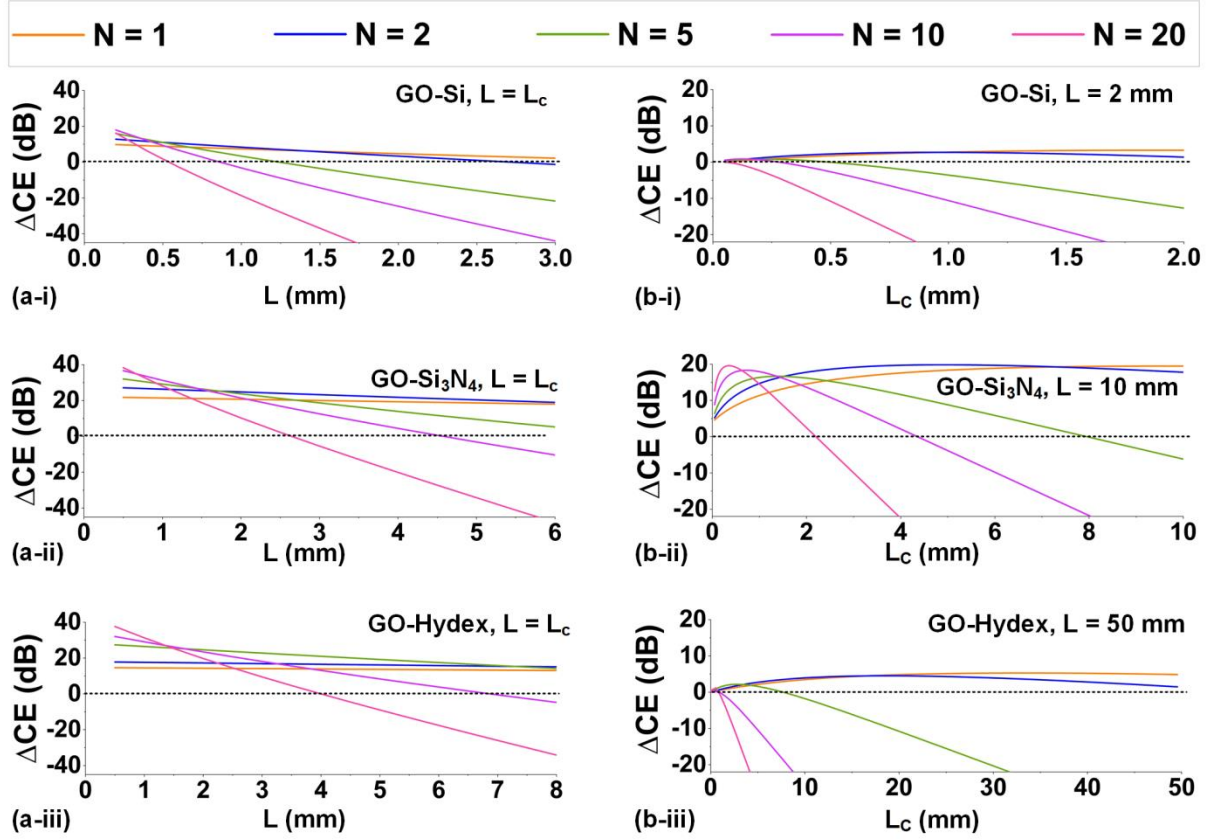 N = 1 N = 2 N = 5 N = 10 N = 20
GO-Si, L = Lc
ΔCE (dB)
40
20
0
-20
-40
0.0 0.5 1.0 1.5 2.0 2.5 3.0
L (mm)
(a-i)
GO-Si, L = 2 mm
ΔCE (dB)
20
10
0
-10
-20
0.0 0.5 1.0 1.5 2.0
Lc (mm)
(b-i)
GO-Si₃N₄, L = Lc
ΔCE (dB)
40
20
0
-20
-40
0 1 2 3 4 5 6
L (mm)
(a-ii)
GO-Si₃N₄, L = 10 mm
ΔCE (dB)
20
10
0
-10
-20
0 2 4 6 8 10
Lc (mm)
(b-ii)
GO-Hydex, L = Lc
ΔCE (dB)
40
20
0
-20
-40
0 1 2 3 4 5 6 7 8
L (mm)
(a-iii)
GO-Hydex, L = 50 mm
ΔCE (dB)
20
10
0
-10
-20
0 10 20 30 40 50
Lc (mm)
(b-iii)